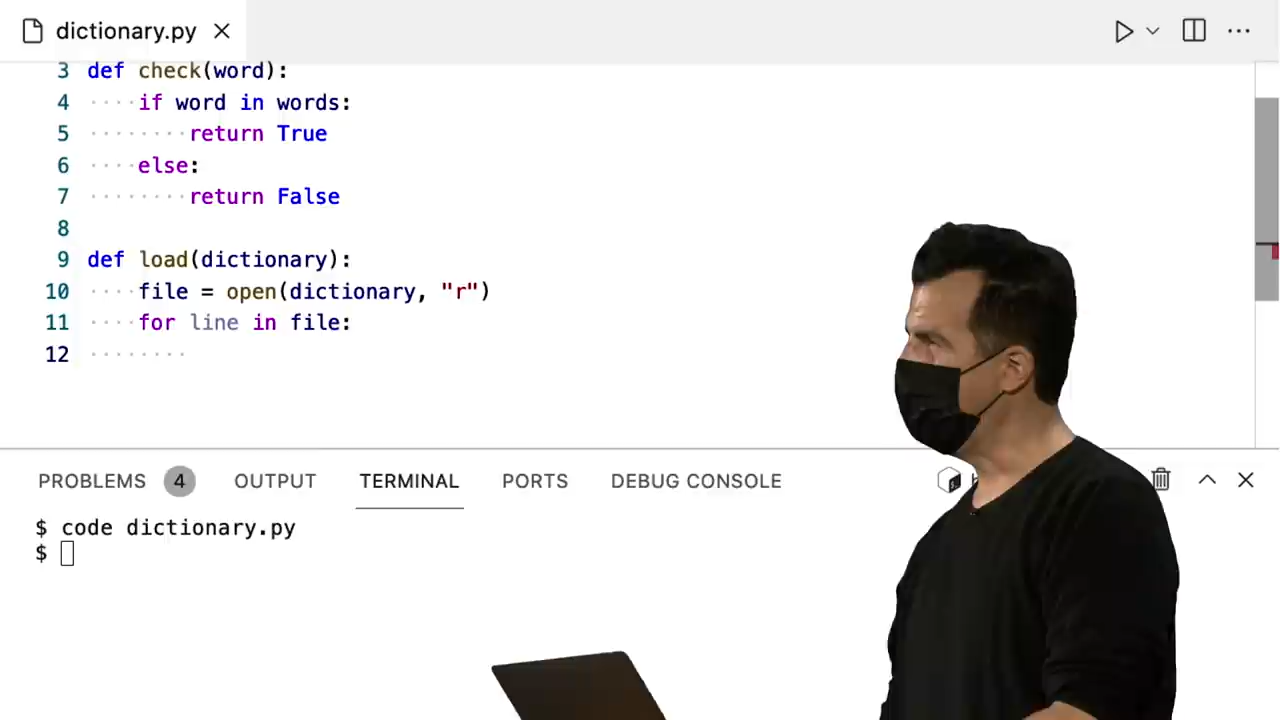 dictionary.py
3 def check(word):
4 if word in words:
5 return True
6 else:
7 return False
8
9 def load(dictionary):
10 file = open(dictionary, "r")
11 for line in file:
12
PROBLEMS 4 OUTPUT TERMINAL PORTS DEBUG CONSOLE
$ code dictionary.py
$